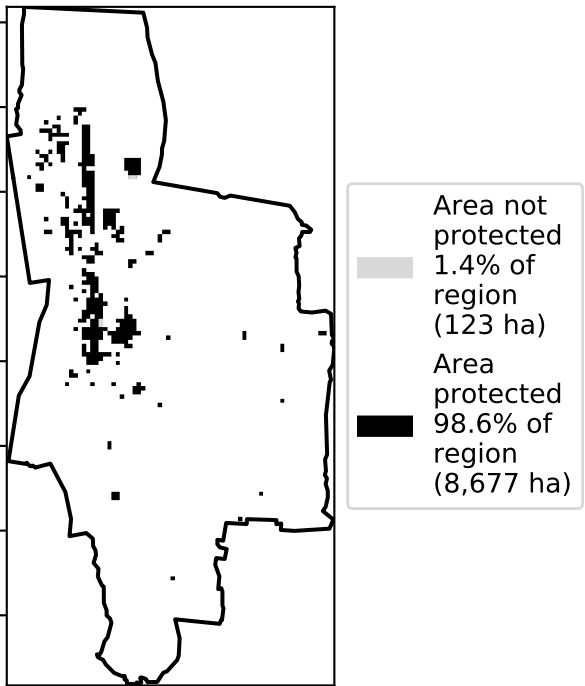 Area not
protected
1.4% of
region
(123 ha)
Area
protected
98.6% of
region
(8,677 ha)